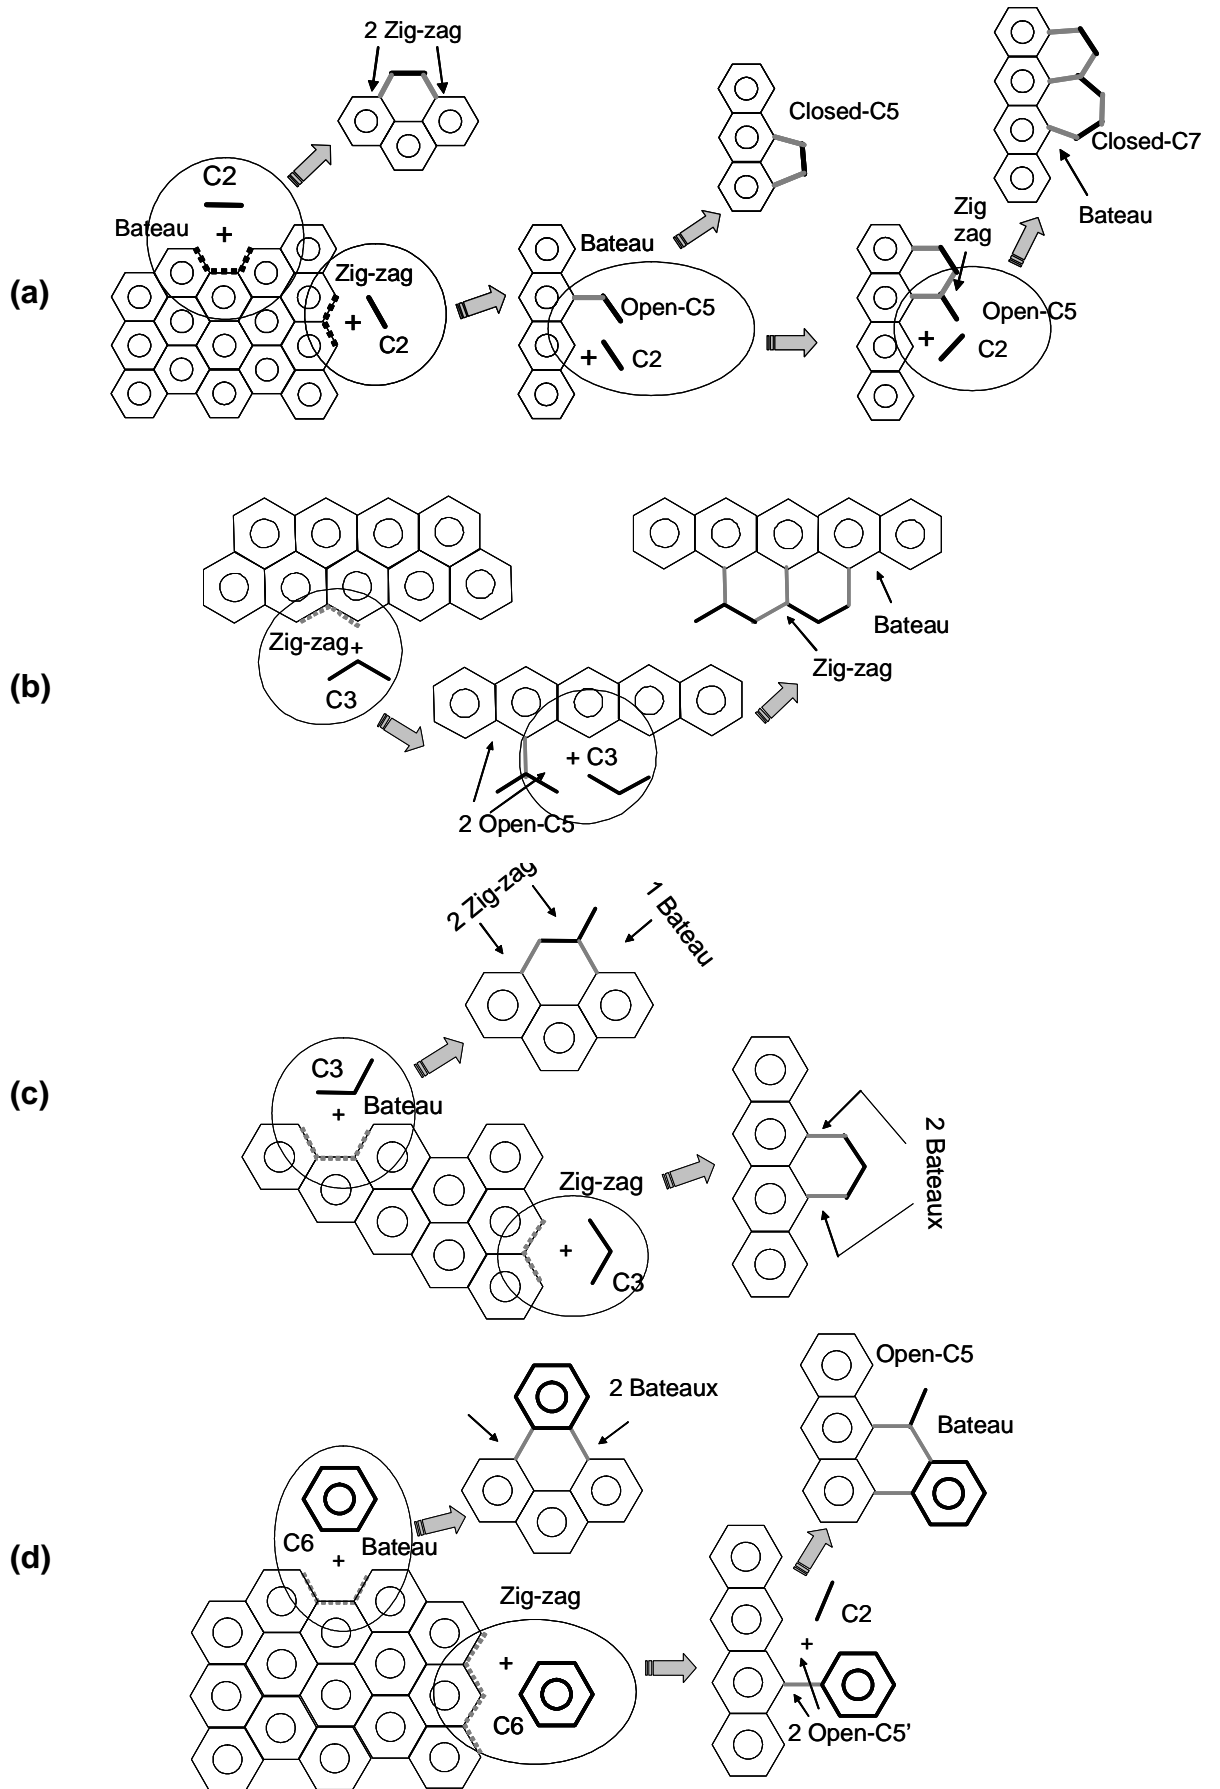 (a)
2 Zig-zag
C2
+
Bateau
Zig-zag
+
C2
Bateau
Open-C5
+
C2
Closed-C5
Zig
zag
Open-C5
+
C2
Closed-C7
Bateau
(b)
Zig-zag+
C3
+ C3
2 Open-C5
Bateau
Zig-zag
(c)
C3
+
Bateau
2 Zig-zag
1 Bateau
Zig-zag
+
C3
2 Bateaux
(d)
C6
+
Bateau
2 Bateaux
Zig-zag
+
C6
C2
+
2 Open-C5’
Open-C5
Bateau